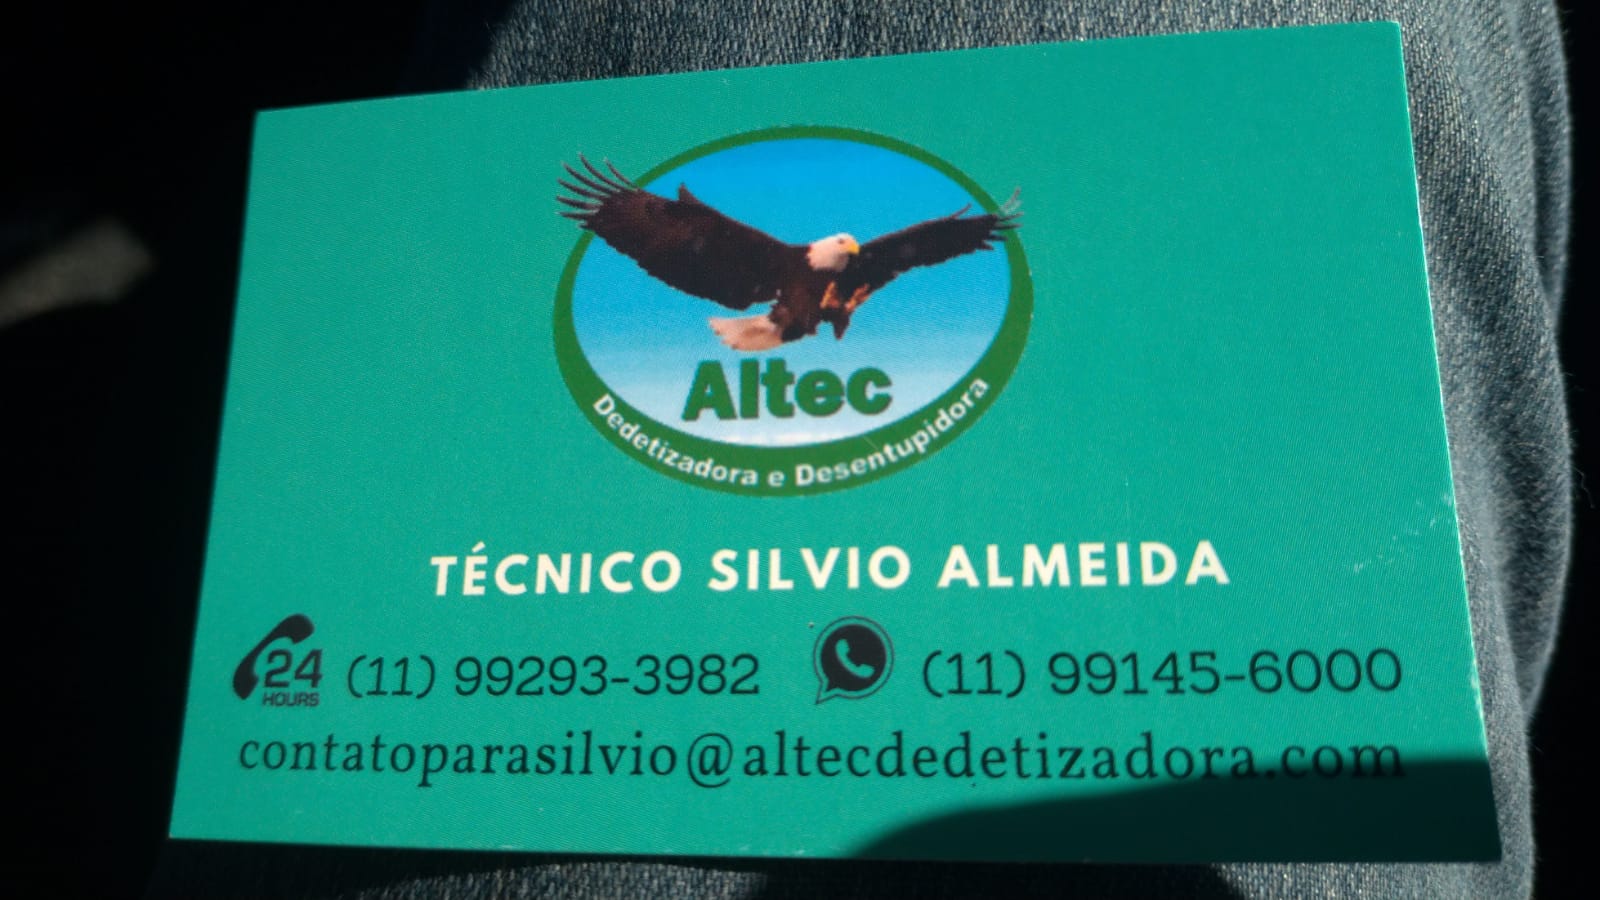 Altec
Dedetizadora e Desentupidora
TÉCNICO SILVIO ALMEIDA
24 HOURS (11) 99293-3982 (11) 99145-6000
contatoparasilvio@altecdedetizadora.com